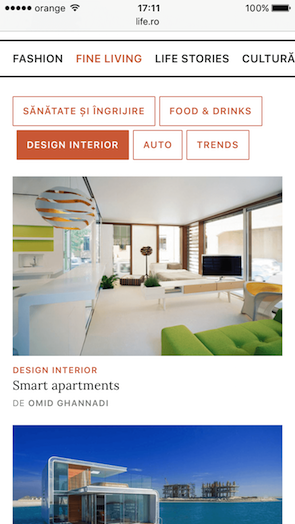 orange 17:11 100%
life.ro
FASHION FINE LIVING LIFE STORIES CULTURĂ
SĂNĂTATE ȘI ÎNGRIJIRE FOOD & DRINKS
DESIGN INTERIOR AUTO TRENDS
DESIGN INTERIOR
Smart apartments
DE OMID GHANNADI